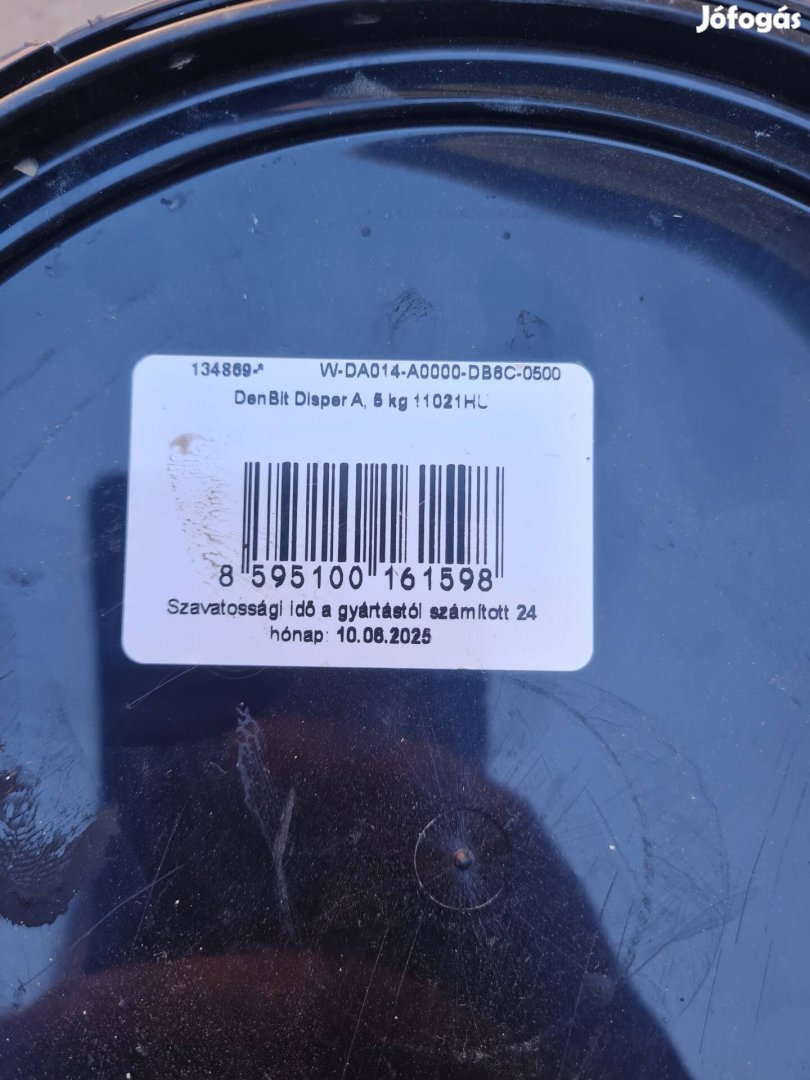 Jófogás
134869-* W-DA014-A0000-DB6C-0500
DenBit Disper A, 5 kg 11021HU
8 595100 161598
Szavatossági idő a gyártástól számított 24
hónap: 10.06.2025